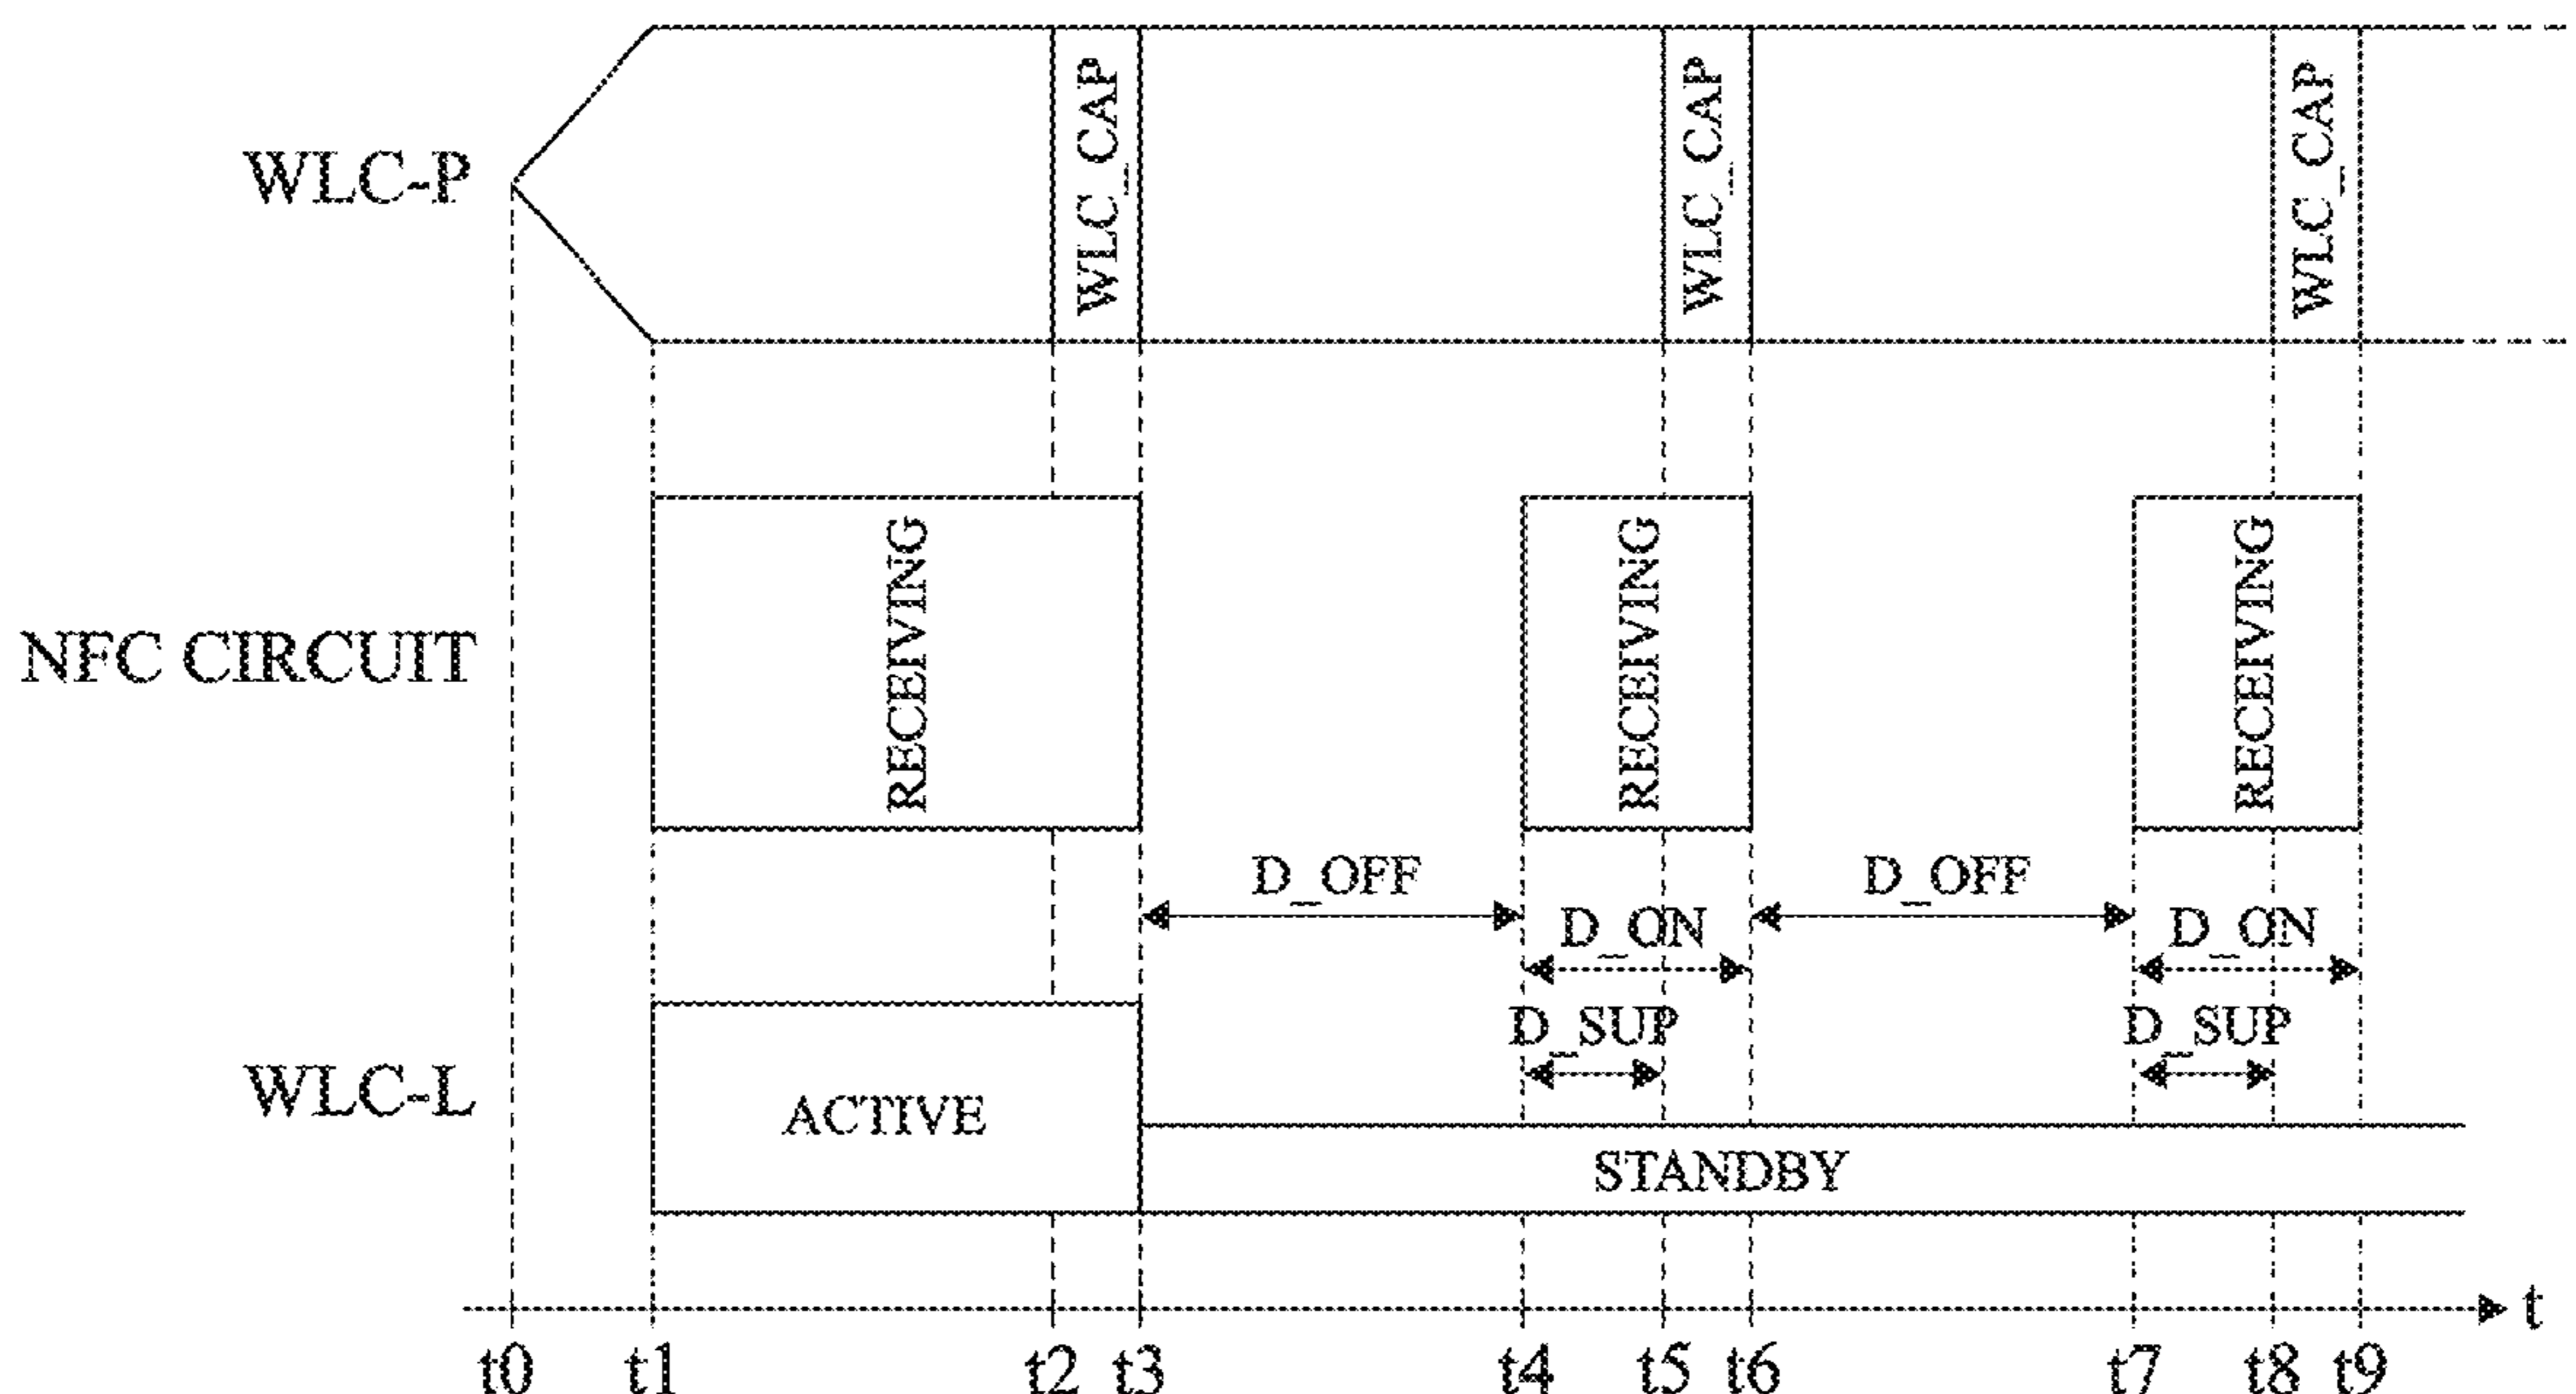 WLC-P
WLC_CAP
WLC_CAP
WLC_CAP
NFC CIRCUIT
RECEIVING
RECEIVING
RECEIVING
D_OFF
D_OFF
D_ON
D_ON
D_SUP
D_SUP
WLC-L
ACTIVE
STANDBY
t
t0 t1 t2 t3 t4 t5 t6 t7 t8 t9